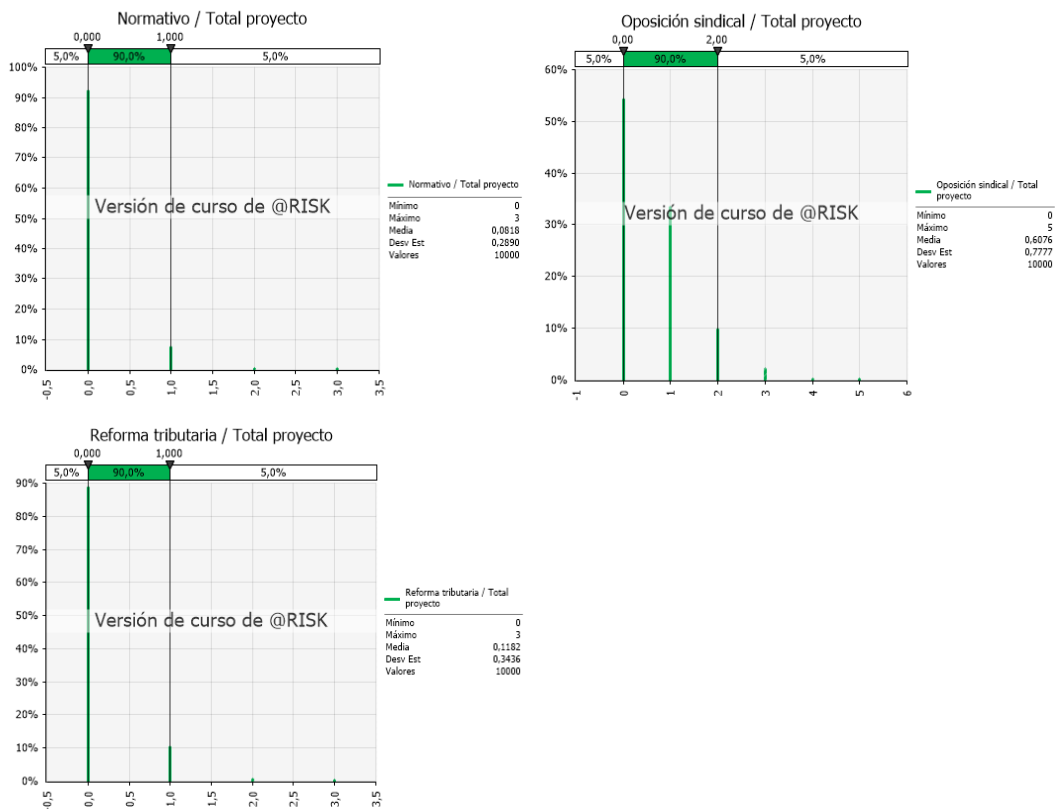 Normativo / Total proyecto
0,000 1,000
5,0% 90,0% 5,0%
100%
90%
80%
70%
60%
50%
40%
30%
20%
10%
0%
-0,5 0,0 0,5 1,0 1,5 2,0 2,5 3,0 3,5
Versión de curso de @RISK
Normativo / Total proyecto
Mínimo 0
Máximo 3
Media 0,0818
Desv Est 0,2890
Valores 10000
Oposición sindical / Total proyecto
0,00 2,00
5,0% 90,0% 5,0%
60%
50%
40%
30%
20%
10%
0%
-1 0 1 2 3 4 5 6
Versión de curso de @RISK
Oposición sindical / Total
proyecto
Mínimo 0
Máximo 5
Media 0,6076
Desv Est 0,7777
Valores 10000
Reforma tributaria / Total proyecto
0,000 1,000
5,0% 90,0% 5,0%
90%
80%
70%
60%
50%
40%
30%
20%
10%
0%
-0,5 0,0 0,5 1,0 1,5 2,0 2,5 3,0 3,5
Versión de curso de @RISK
Reforma tributaria / Total
proyecto
Mínimo 0
Máximo 3
Media 0,1182
Desv Est 0,3436
Valores 10000